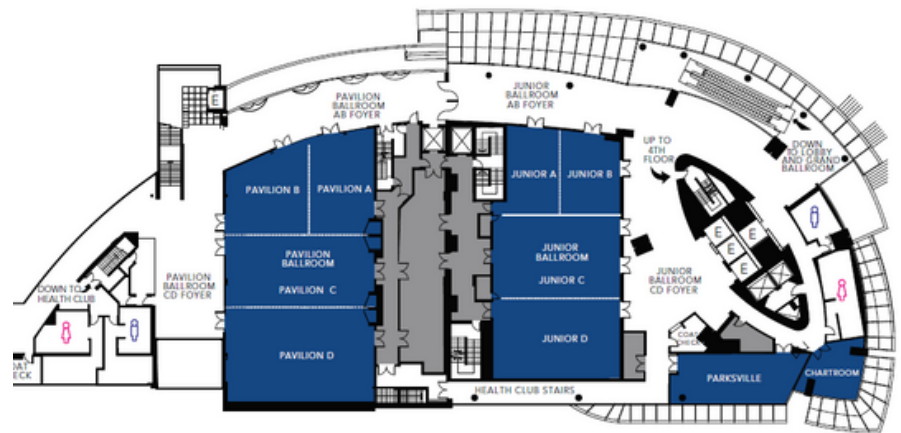 PAVILION
BALLROOM
AB FOYER
JUNIOR
BALLROOM
AB FOYER
E
UP TO
4TH
FLOOR
DOWN
TO LOBBY
AND GRAND
BALLROOM
PAVILION B
PAVILION A
JUNIOR A
JUNIOR B
E
E
E
E
PAVILION
BALLROOM
PAVILION C
JUNIOR
BALLROOM
JUNIOR C
PAVILION
BALLROOM
CD FOYER
JUNIOR
BALLROOM
CD FOYER
DOWN TO
HEALTH CLUB
COAT
CHECK
PAVILION D
JUNIOR D
OAT
ECK
PARKSVILLE
CHARTROOM
HEALTH CLUB STAIRS